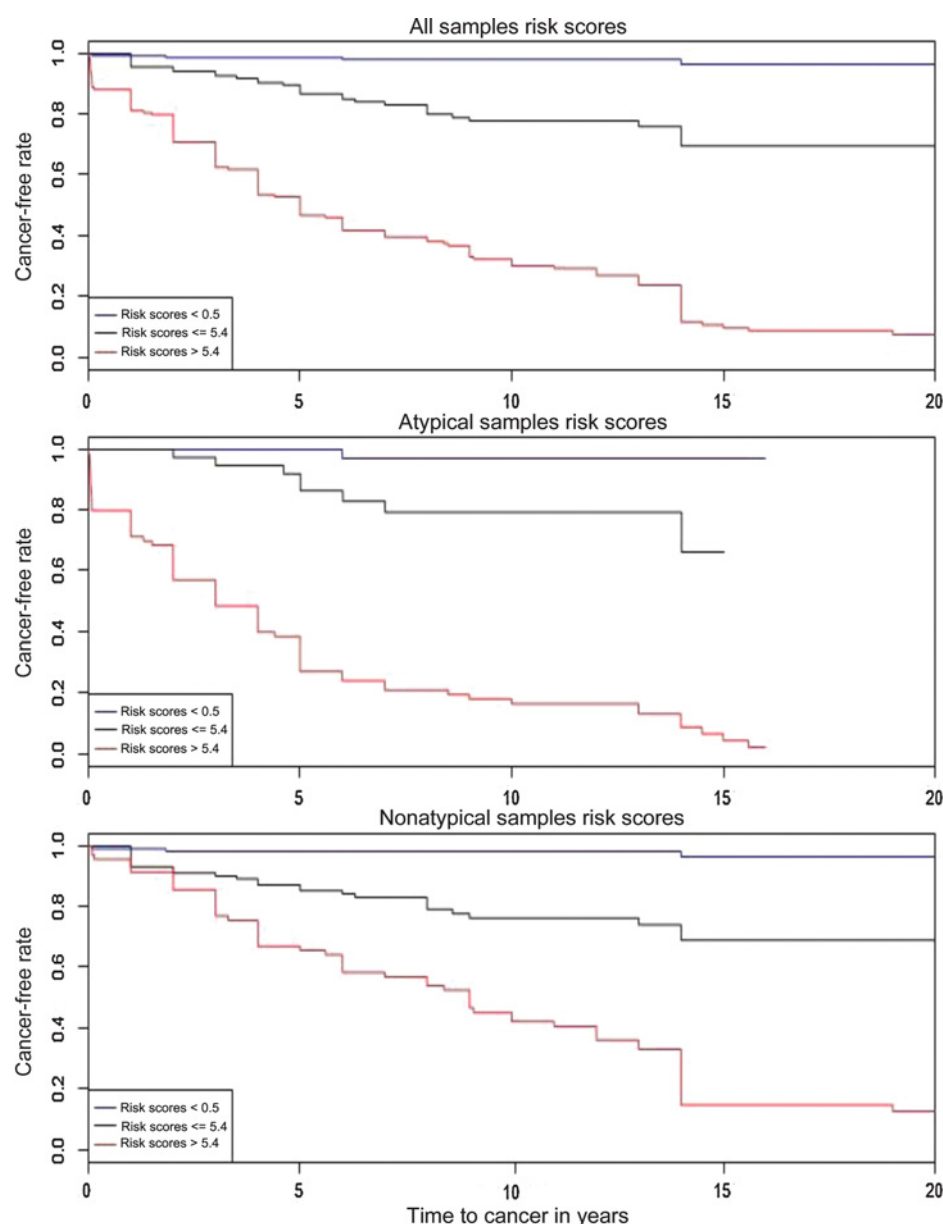 All samples risk scores
Cancer-free rate
1.0
0.8
0.6
0.4
0.2
0.0
Risk scores < 0.5
Risk scores <= 5.4
Risk scores > 5.4
0 5 10 15 20
Atypical samples risk scores
Cancer-free rate
1.0
0.8
0.6
0.4
0.2
0.0
Risk scores < 0.5
Risk scores <= 5.4
Risk scores > 5.4
0 5 10 15 20
Nonatypical samples risk scores
Cancer-free rate
1.0
0.8
0.6
0.4
0.2
0.0
Risk scores < 0.5
Risk scores <= 5.4
Risk scores > 5.4
0 5 10 15 20
Time to cancer in years